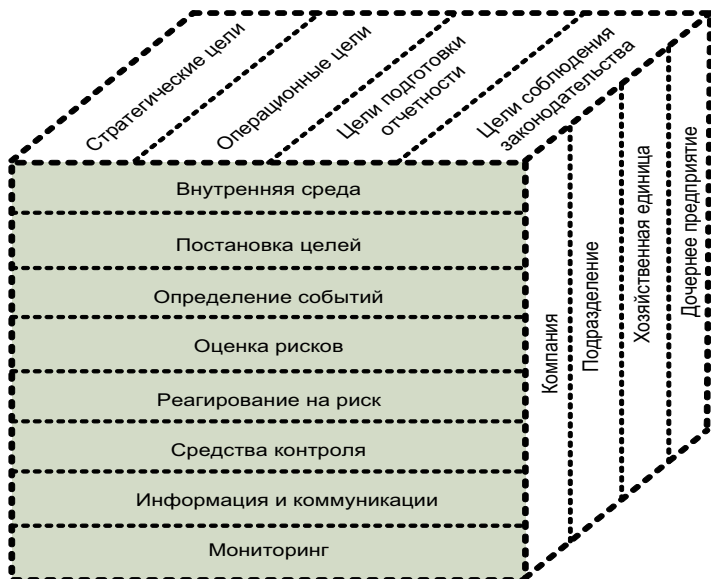 Стратегические цели
Операционные цели
Цели подготовки
отчетности
Цели соблюдения
законодательства
Внутренняя среда
Постановка целей
Определение событий
Оценка рисков
Реагирование на риск
Средства контроля
Информация и коммуникации
Мониторинг
Компания
Подразделение
Хозяйственная единица
Дочернее предприятие